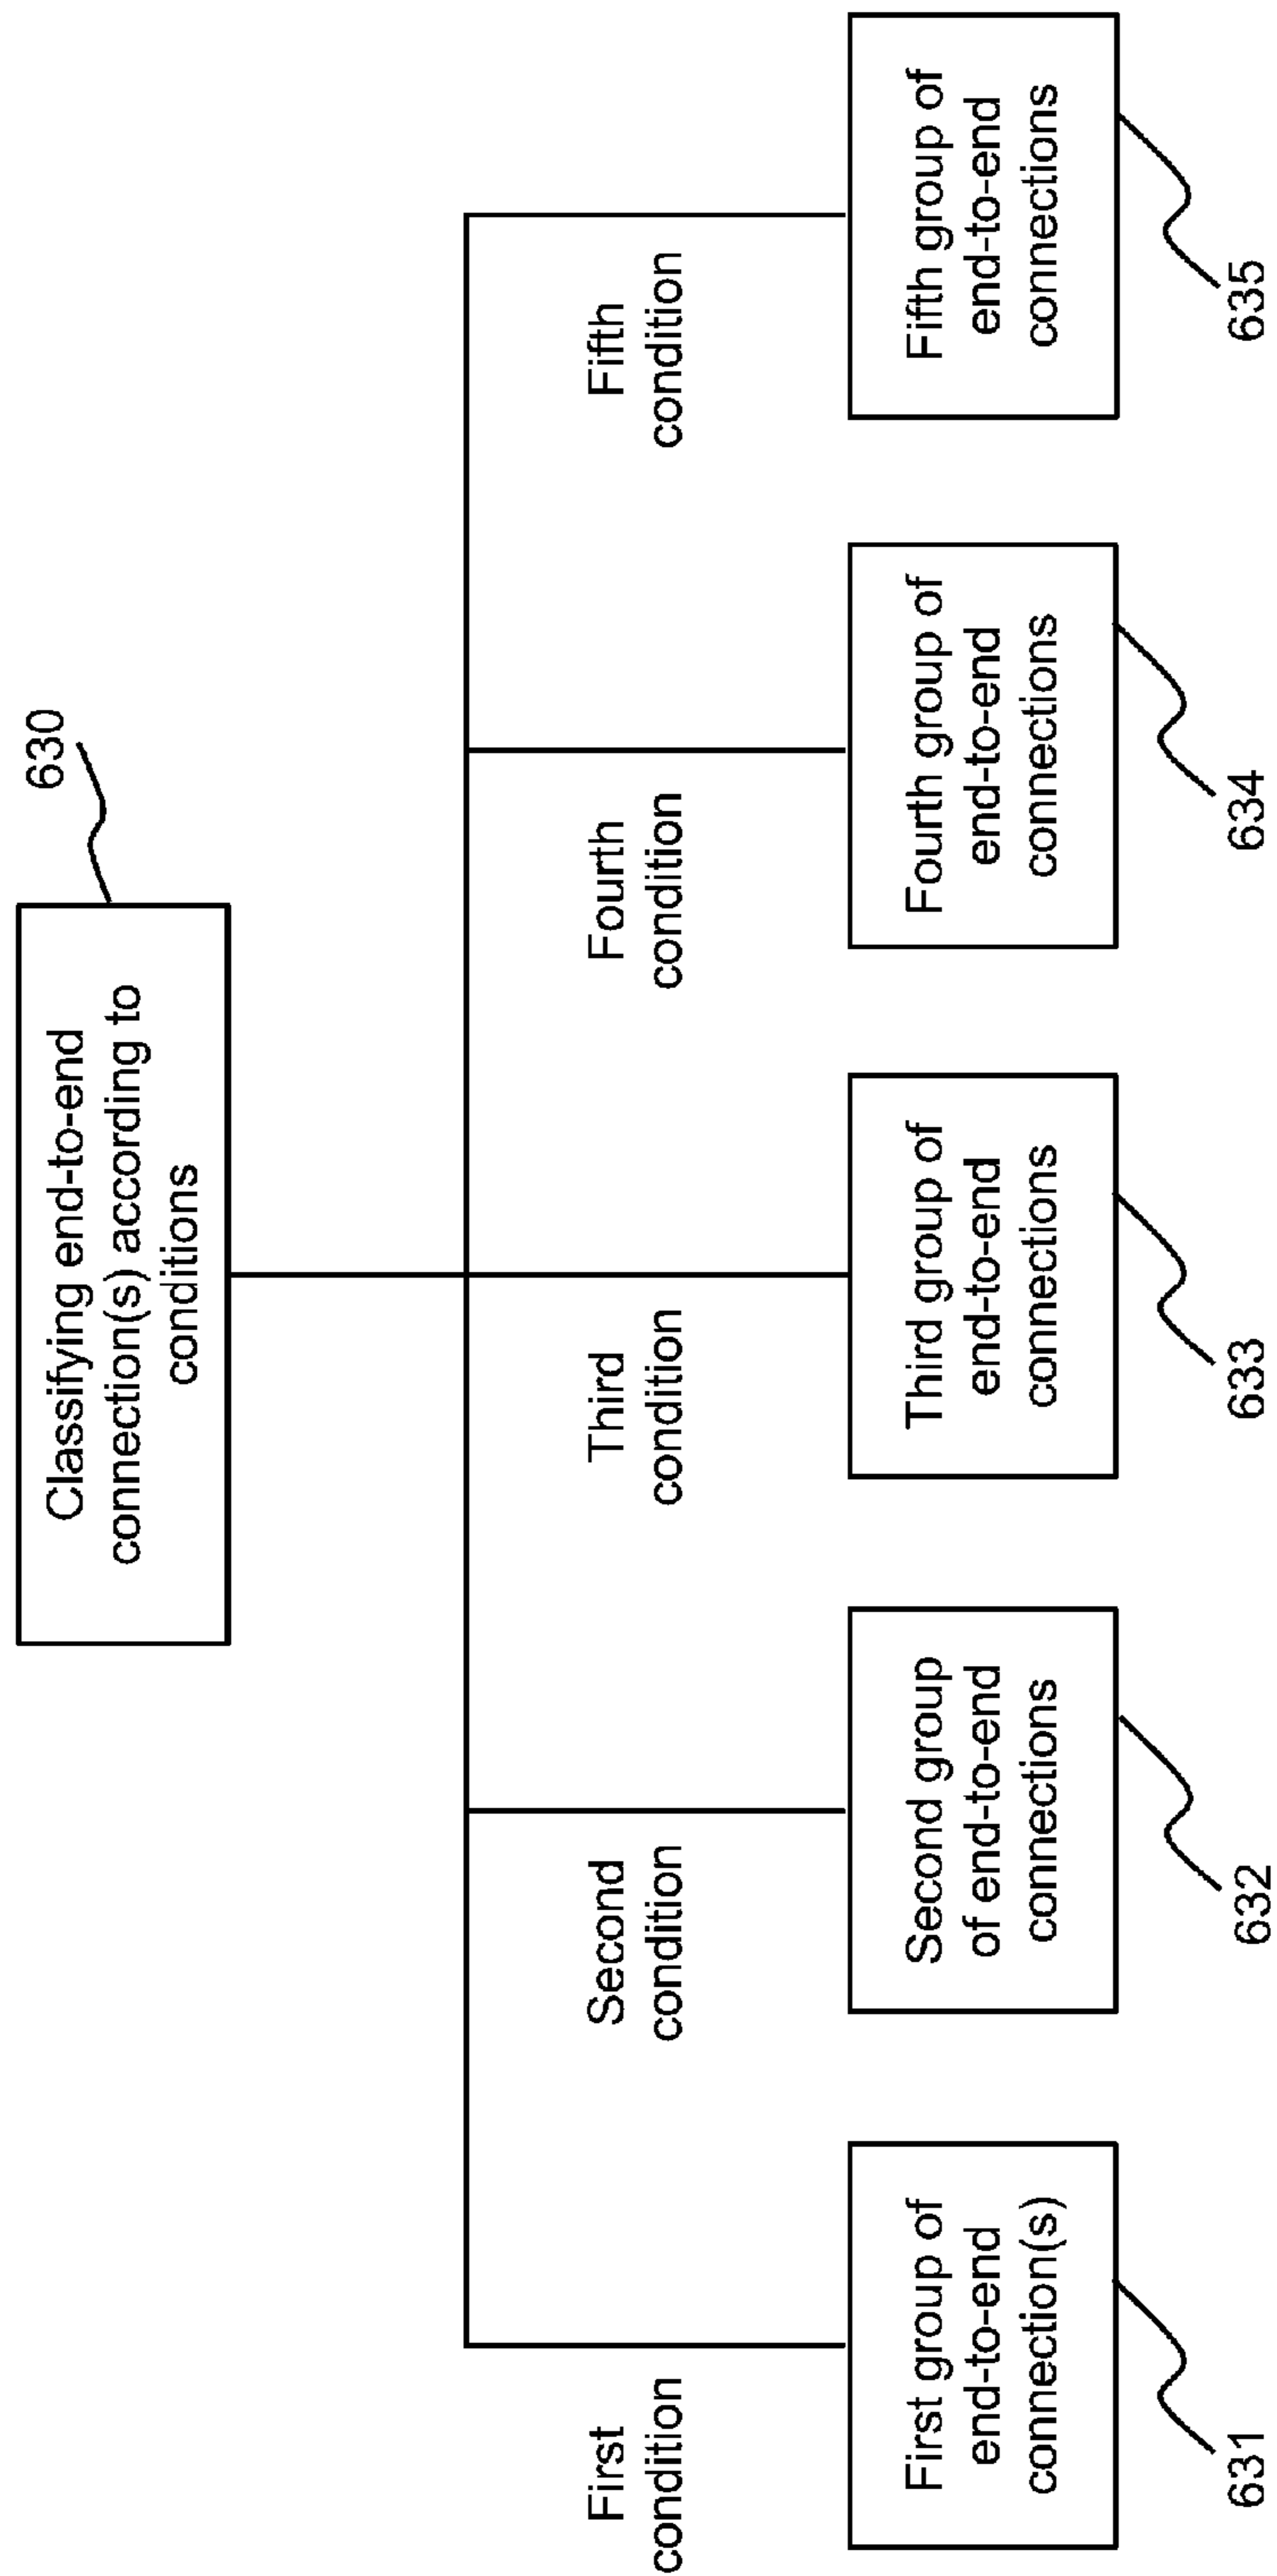 630
Classifying end-to-end
connection(s) according to
conditions
First
condition
Second
condition
Third
condition
Fourth
condition
Fifth
condition
First group of
end-to-end
connection(s)
Second group
of end-to-end
connections
Third group of
end-to-end
connections
Fourth group of
end-to-end
connections
Fifth group of
end-to-end
connections
631
632
633
634
635